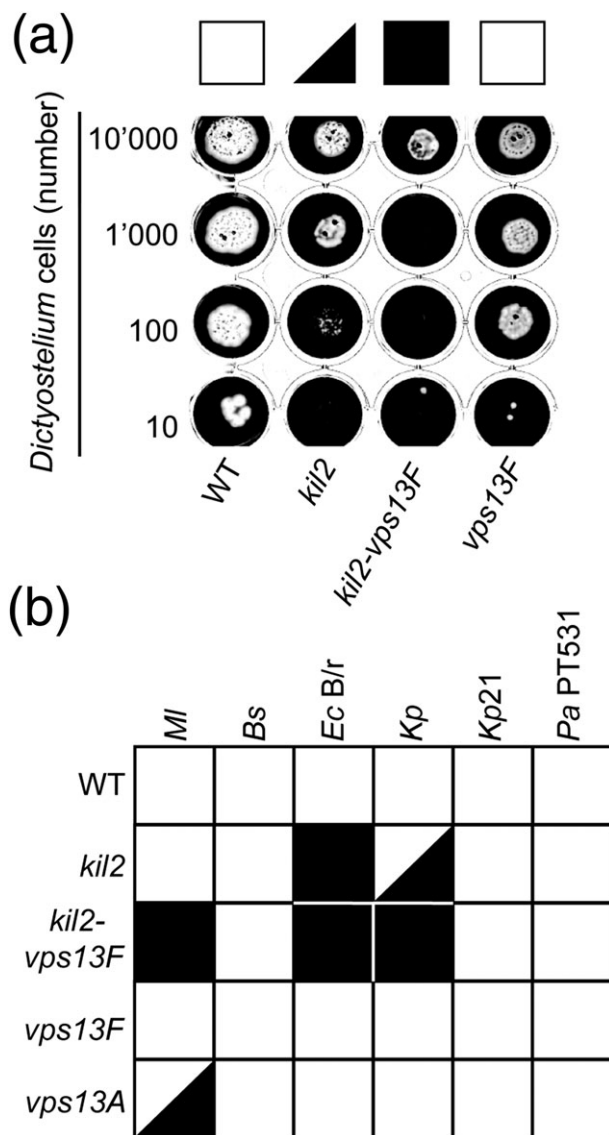 (a)
Dictyostelium cells (number)
10'000
1'000
100
10
WT
kil2
kil2-vps13F
vps13F
(b)
Ml
Bs
Ec B/r
Kp
Kp21
Pa PT531
WT
kil2
kil2-
vps13F
vps13F
vps13A